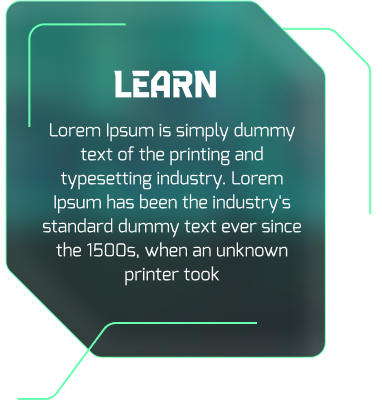 LEARN
Lorem Ipsum is simply dummy
text of the printing and
typesetting industry. Lorem
Ipsum has been the industry's
standard dummy text ever since
the 1500s, when an unknown
printer took